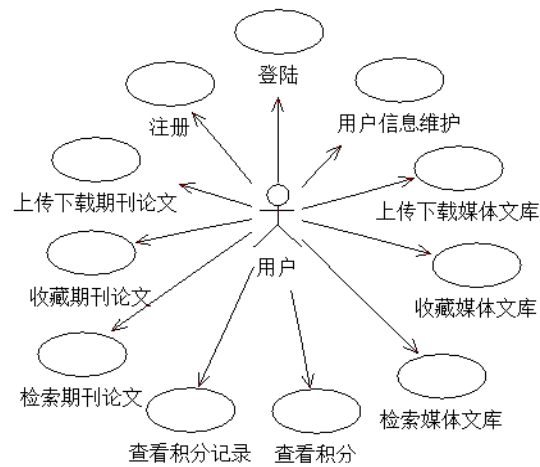 登陆
注册
用户信息维护
上传下载期刊论文
上传下载媒体文库
用户
收藏期刊论文
收藏媒体文库
检索期刊论文
检索媒体文库
查看积分记录
查看积分